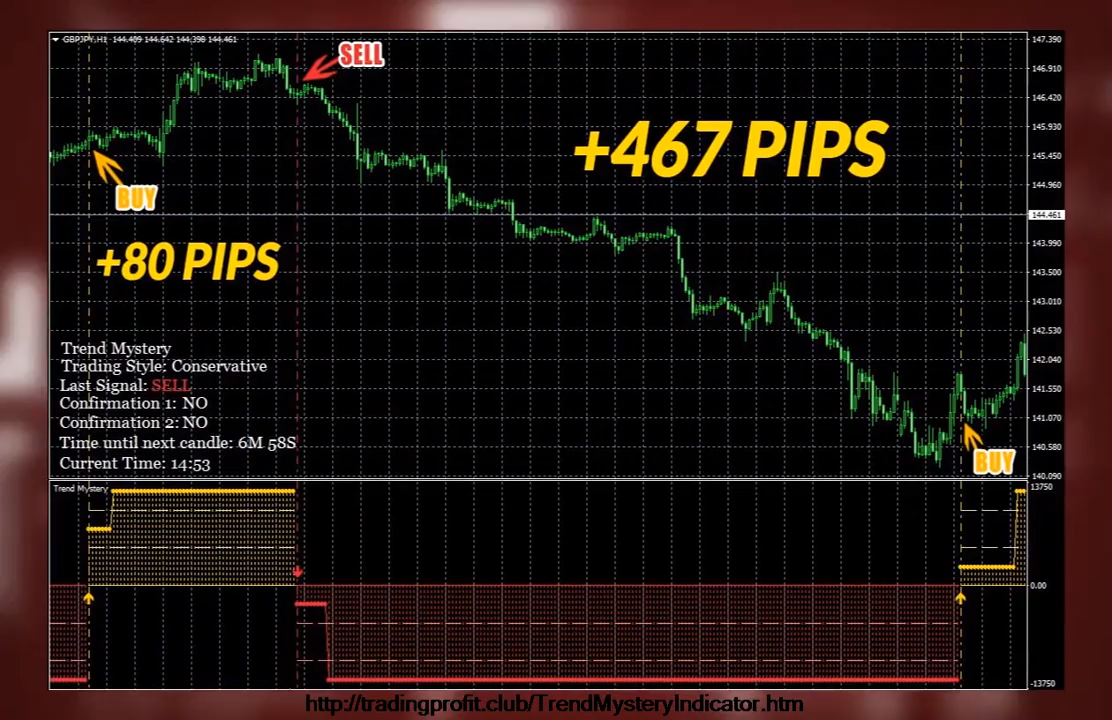 GBPJPY,H1 144.409 144.642 144.398 144.461
SELL
+467 PIPS
BUY
+80 PIPS
147.390
146.910
146.420
145.930
145.450
144.960
144.461
143.990
143.500
143.010
142.530
142.040
141.550
141.070
140.580
140.090
Trend Mystery
Trading Style: Conservative
Last Signal: SELL
Confirmation 1: NO
Confirmation 2: NO
Time until next candle: 6M 58S
Current Time: 14:53
BUY
Trend Mystery
13750
0.00
-13750
http://tradingprofit.club/TrendMysteryIndicator.htm